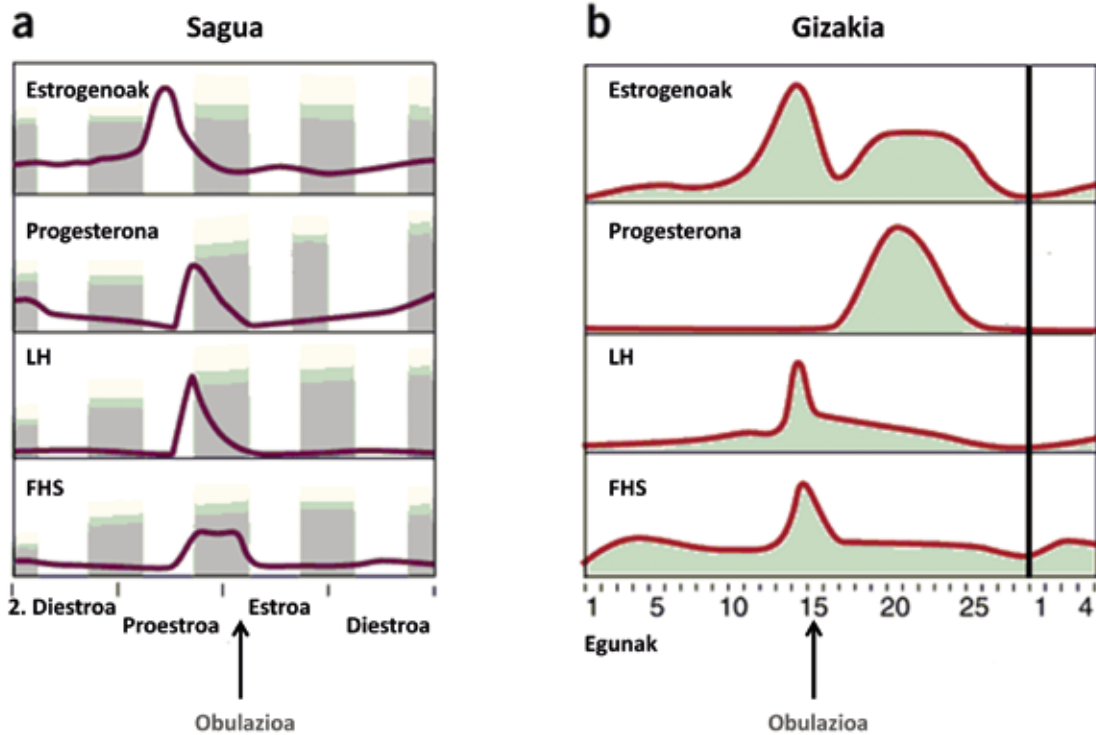 a
Sagua
Estrogenoak
Progesterona
LH
FHS
2. Diestroa
Proestroa
Estroa
Diestroa
Obulazioa
b
Gizakia
Estrogenoak
Progesterona
LH
FHS
1 5 10 15 20 25 1 4
Egunak
Obulazioa